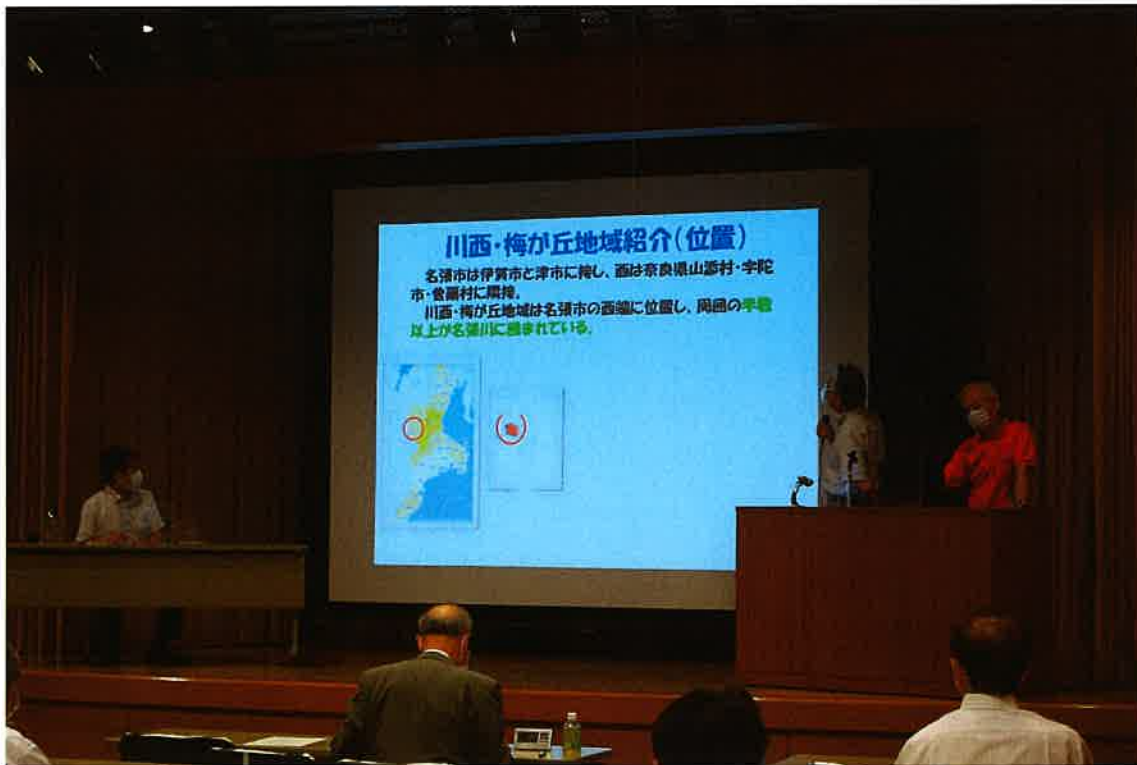 川西・梅が丘地域紹介(位置)
名張市は伊賀市と津市に接し、西は奈良県山添村・宇陀
市・曽爾村に隣接。
川西・梅が丘地域は名張市の西端に位置し、周囲の半数
以上が名張川に囲まれている。